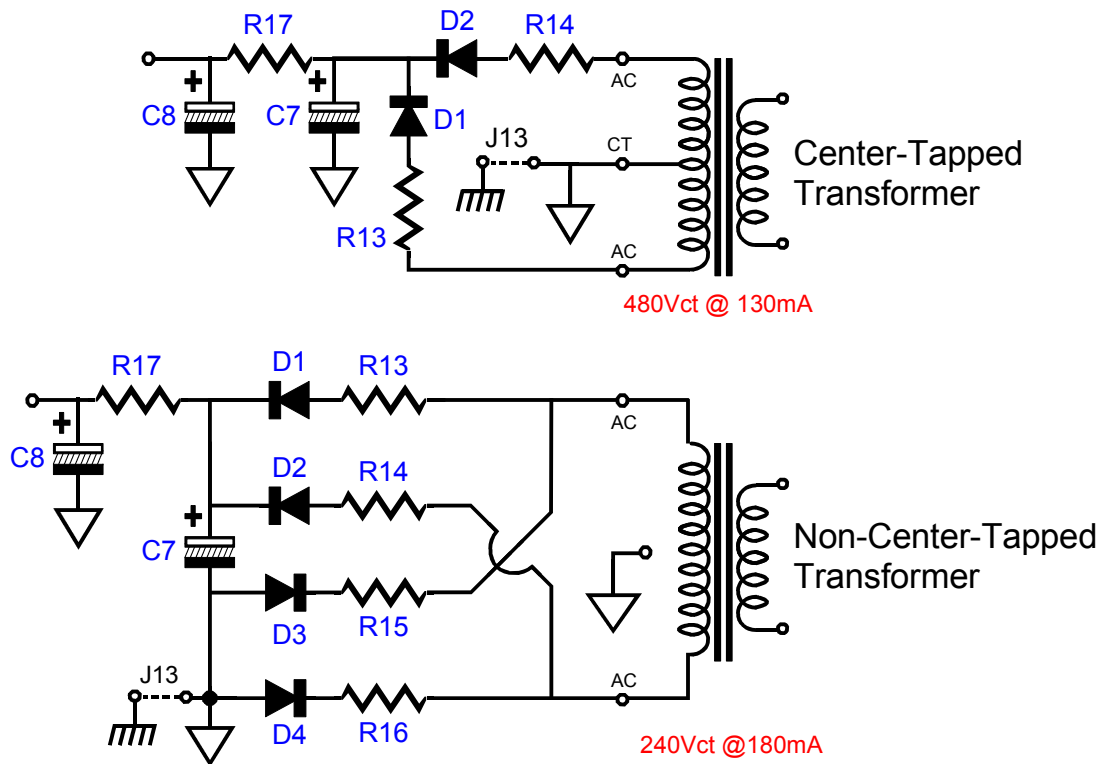 R17
D2
R14
AC
C8
C7
D1
J13
CT
Center-Tapped
Transformer
R13
AC
480Vct @ 130mA
R17
D1
R13
AC
C8
D2
R14
C7
Non-Center-Tapped
Transformer
D3
R15
J13
AC
D4
R16
240Vct @180mA